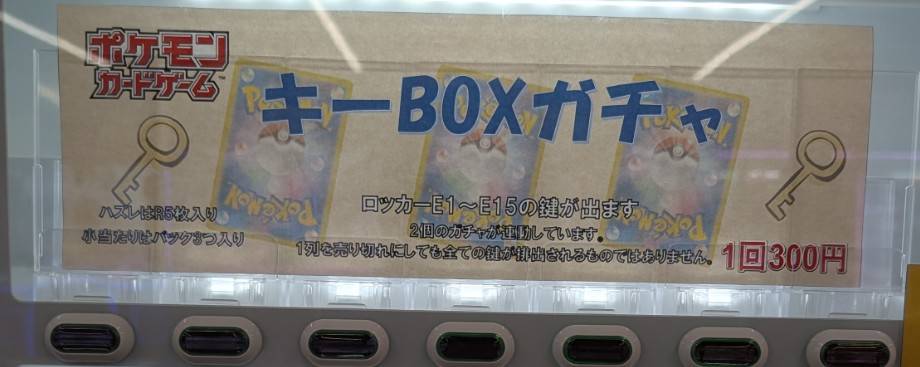 ポケモン
カードゲーム
キーBOXガチャ
ハズレはR5枚入り
小当たりはパック3つ入り
ロッカーE1～E15の鍵が出ます
2個のガチャが連動しています。
1列を売り切れにしても全ての鍵が排出されるものではありません。
1回300円